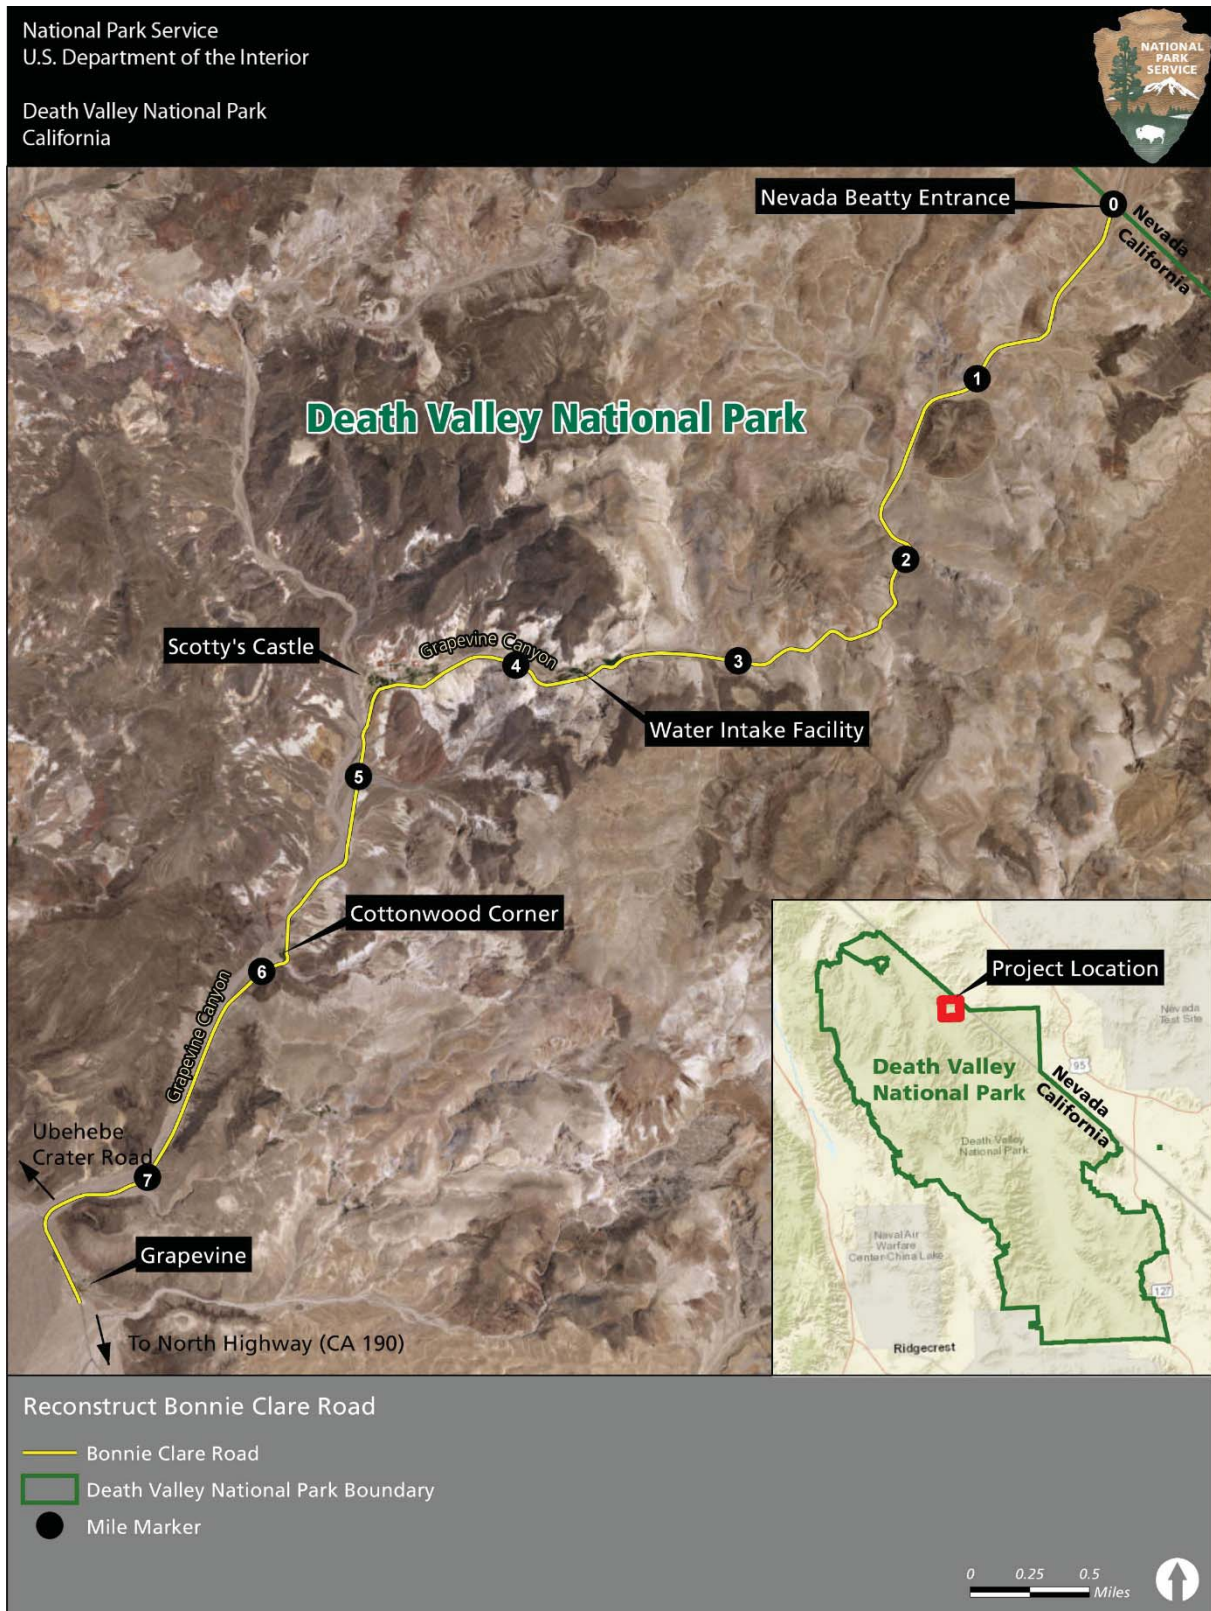 National Park Service
U.S. Department of the Interior
Death Valley National Park
California
NATIONAL
PARK
SERVICE
Nevada Beatty Entrance
0
Nevada
California
1
Death Valley National Park
2
Scotty's Castle
Grapevine Canyon
4
3
Water Intake Facility
5
Cottonwood Corner
6
Grapevine Canyon
Ubehebe
Crater Road
7
Grapevine
To North Highway (CA 190)
Project Location
Nevada
Test Site
95
Death Valley
National Park
Nevada
California
Death Valley
National Park
Naval Air
Warfare
Center-China Lake
127
Ridgecrest
Reconstruct Bonnie Clare Road
Bonnie Clare Road
Death Valley National Park Boundary
Mile Marker
0 0.25 0.5
Miles